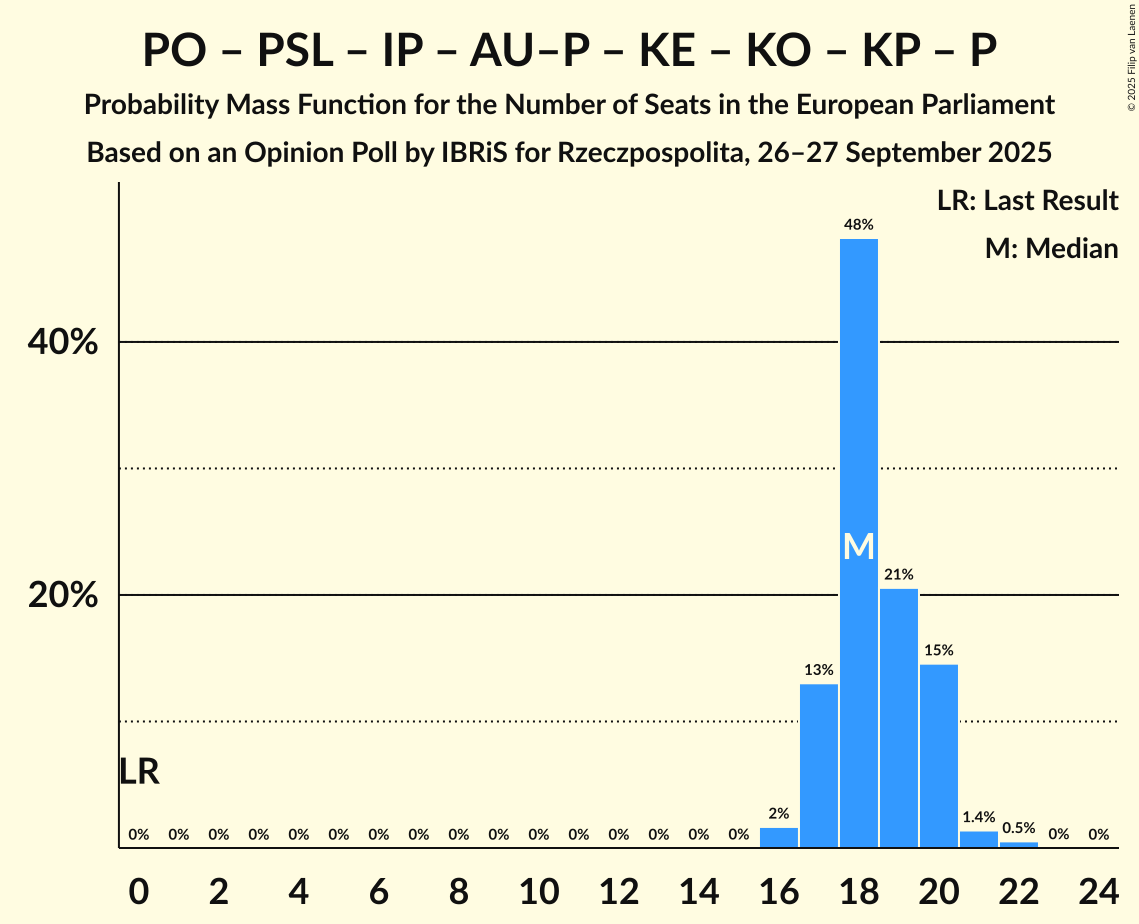 PO – PSL – IP – AU–P – KE – KO – KP – P
Probability Mass Function for the Number of Seats in the European Parliament
Based on an Opinion Poll by IBRiS for Rzeczpospolita, 26–27 September 2025
© 2025 Filip van Laenen
LR: Last Result
M: Median
48%
40%
M
21%
20%
15%
13%
LR
0% 0% 0% 0% 0% 0% 0% 0% 0% 0% 0% 0% 0% 0% 0% 0% 2% 1.4% 0.5% 0% 0%
0 2 4 6 8 10 12 14 16 18 20 22 24